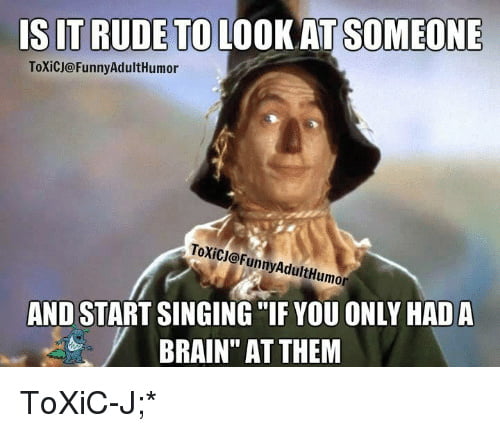 IS IT RUDE TO LOOK AT SOMEONE
ToXiCJ@FunnyAdultHumor
ToXiCJ@FunnyAdultHumor
AND START SINGING "IF YOU ONLY HAD A
BRAIN" AT THEM
ToXiC-J;*